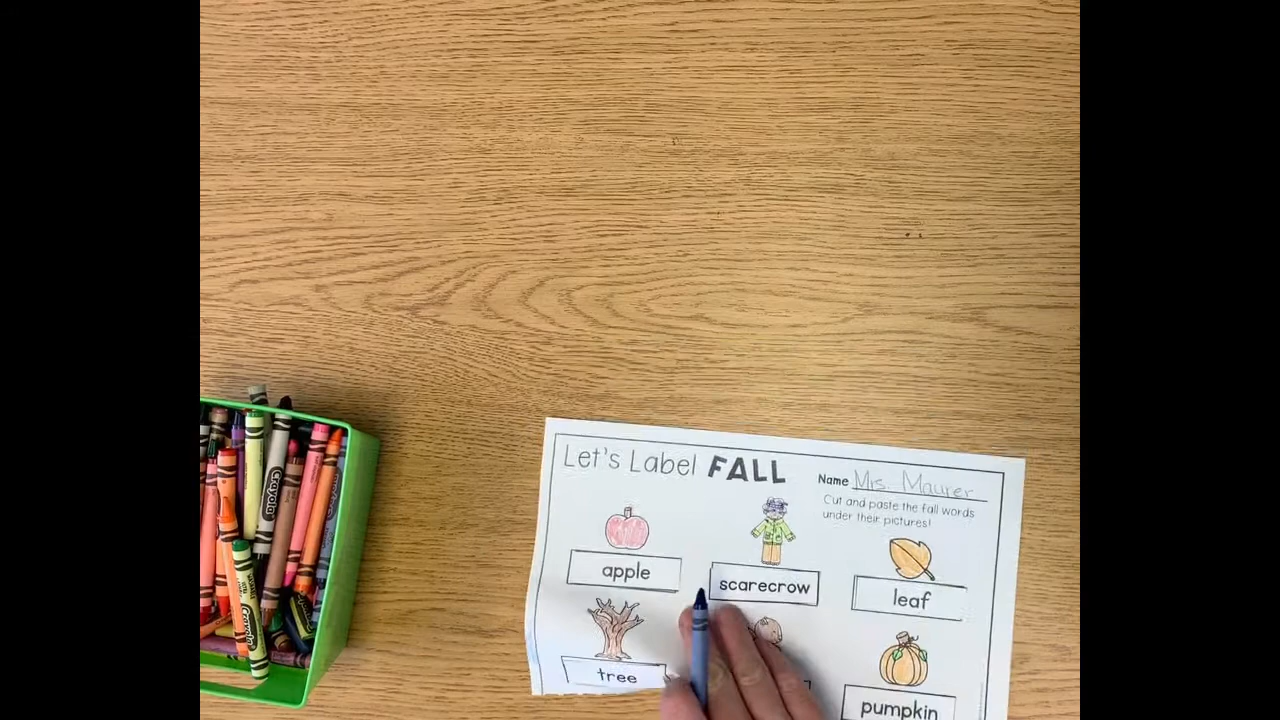 Let's Label FALL
Name Mrs. Maurer
Cut and paste the fall words
under their pictures!
apple
scarecrow
leaf
tree
pumpkin
Crayola